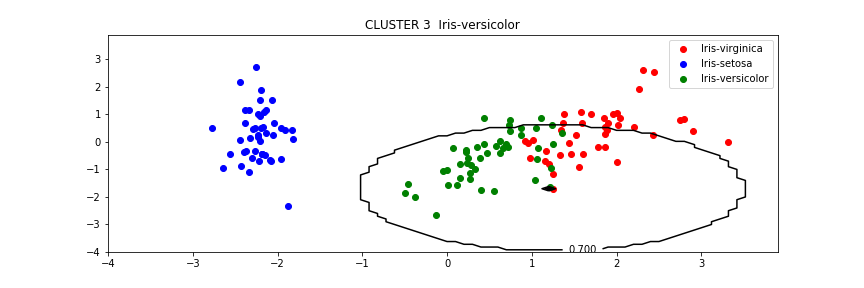 CLUSTER 3  Iris-versicolor
Iris-virginica
Iris-setosa
Iris-versicolor
3
2
1
0
−1
−2
−3
−4
0.700
−4 −3 −2 −1 0 1 2 3